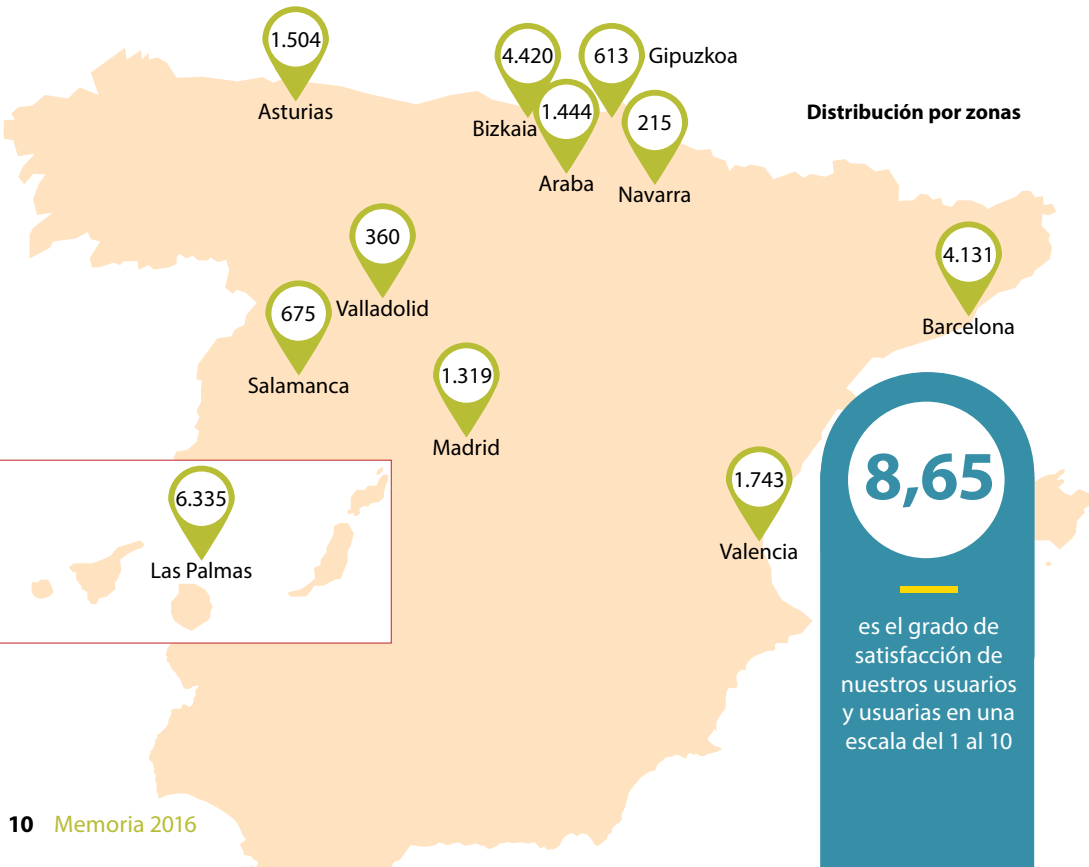 1.504
Asturias
4.420
Bizkaia
613
Gipuzkoa
1.444
Araba
215
Navarra
Distribución por zonas
360
Valladolid
675
Salamanca
4.131
Barcelona
1.319
Madrid
1.743
Valencia
6.335
Las Palmas
8,65
es el grado de
satisfacción de
nuestros usuarios
y usuarias en una
escala del 1 al 10
10 Memoria 2016